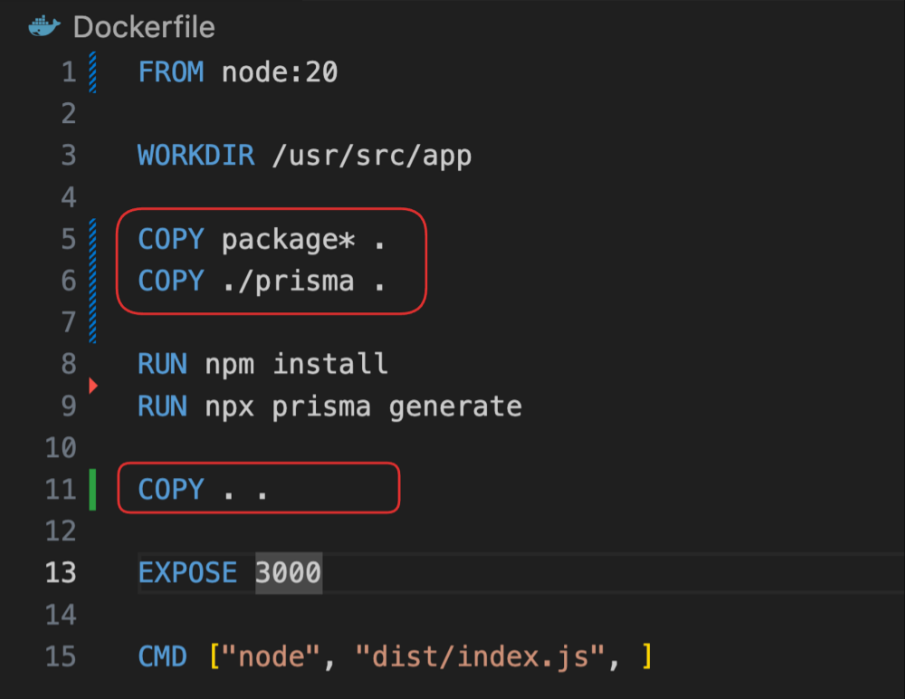 Dockerfile
1 FROM node:20
2
3 WORKDIR /usr/src/app
4
5 COPY package* .
6 COPY ./prisma .
7
8 RUN npm install
9 RUN npx prisma generate
10
11 COPY . .
12
13 EXPOSE 3000
14
15 CMD ["node", "dist/index.js", ]